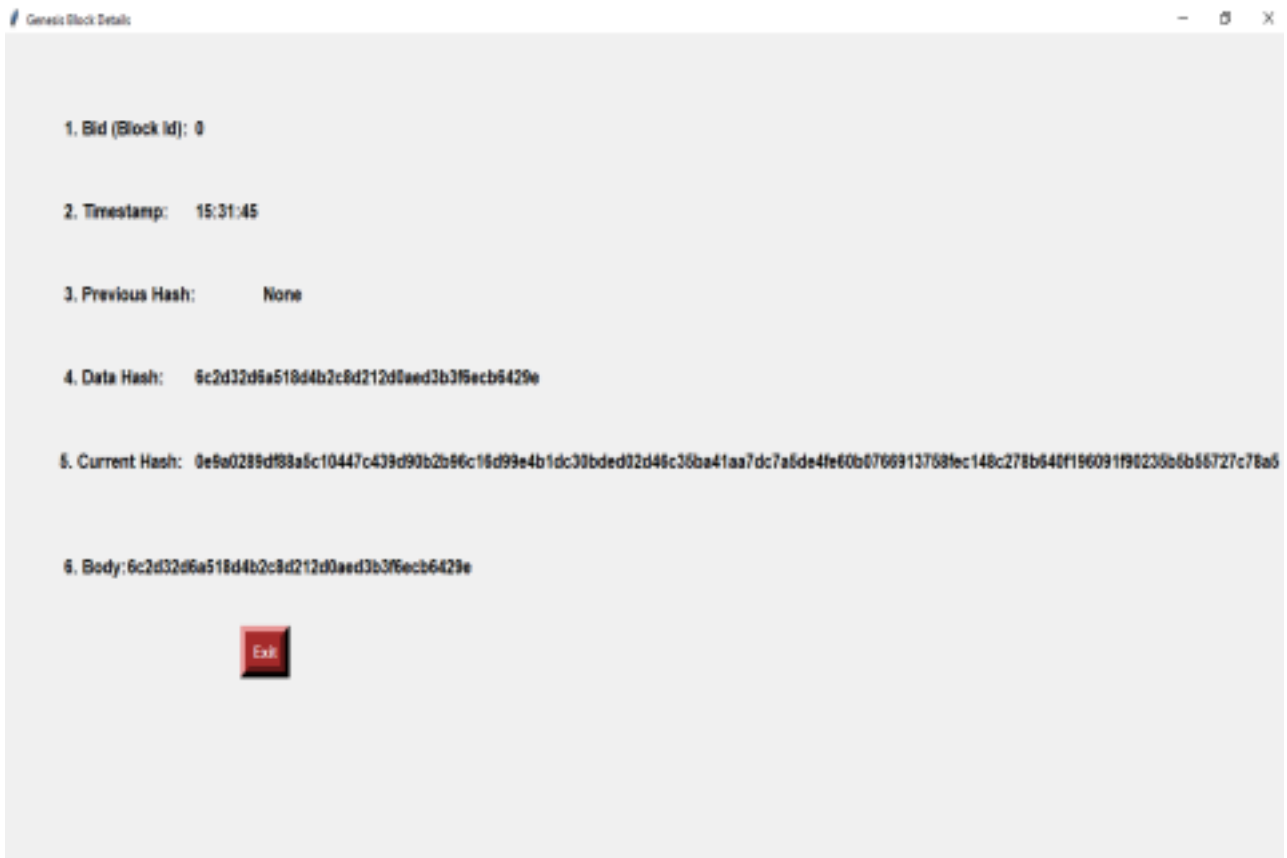 Genesis Block Details
1. Bid (Block Id): 0
2. Timestamp: 15:31:45
3. Previous Hash: None
4. Data Hash: 6c2d32d6a518d4b2c8d212d0aed3b3f6ecb6429e
5. Current Hash:
6. Body:6c2d32d6a518d4b2c8d212d0aed3b3f6ecb6429e
Exit